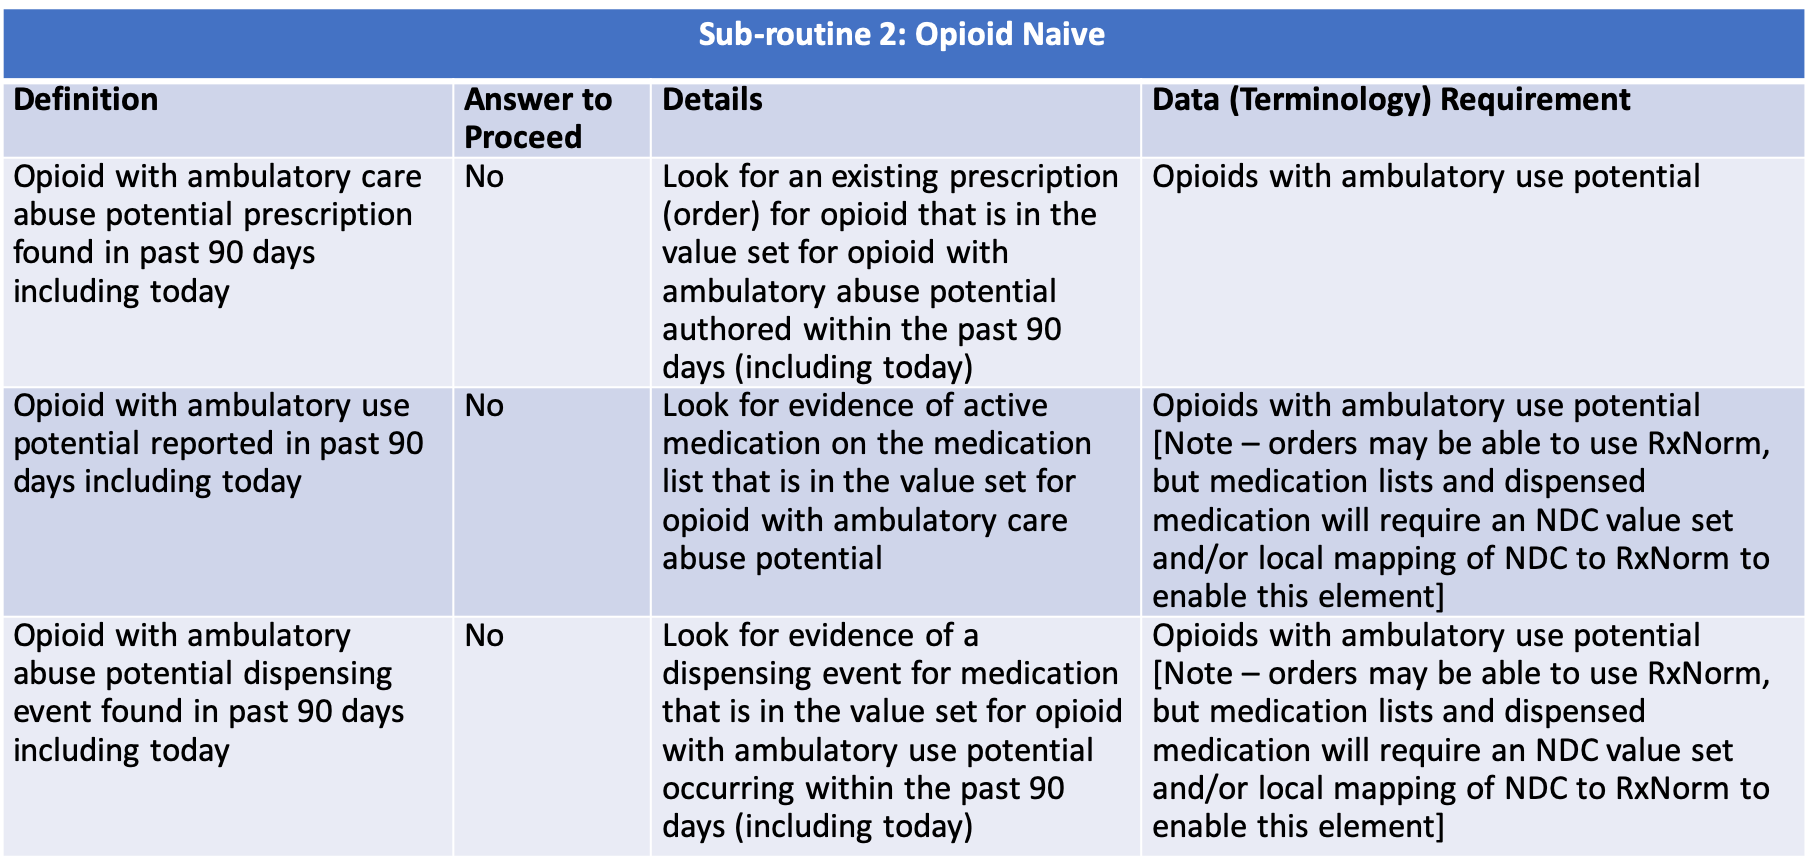 Sub-routine 2: Opioid Naive
Definition
Answer to
Proceed
Details
Data (Terminology) Requirement
Opioid with ambulatory care
abuse potential prescription
found in past 90 days
including today
No
Look for an existing prescription
(order) for opioid that is in the
value set for opioid with
ambulatory abuse potential
authored within the past 90
days (including today)
Opioids with ambulatory use potential
Opioid with ambulatory use
potential reported in past 90
days including today
No
Look for evidence of active
medication on the medication
list that is in the value set for
opioid with ambulatory care
abuse potential
Opioids with ambulatory use potential
[Note – orders may be able to use RxNorm,
but medication lists and dispensed
medication will require an NDC value set
and/or local mapping of NDC to RxNorm to
enable this element]
Opioid with ambulatory
abuse potential dispensing
event found in past 90 days
including today
No
Look for evidence of a
dispensing event for medication
that is in the value set for opioid
with ambulatory use potential
occurring within the past 90
days (including today)
Opioids with ambulatory use potential
[Note – orders may be able to use RxNorm,
but medication lists and dispensed
medication will require an NDC value set
and/or local mapping of NDC to RxNorm to
enable this element]